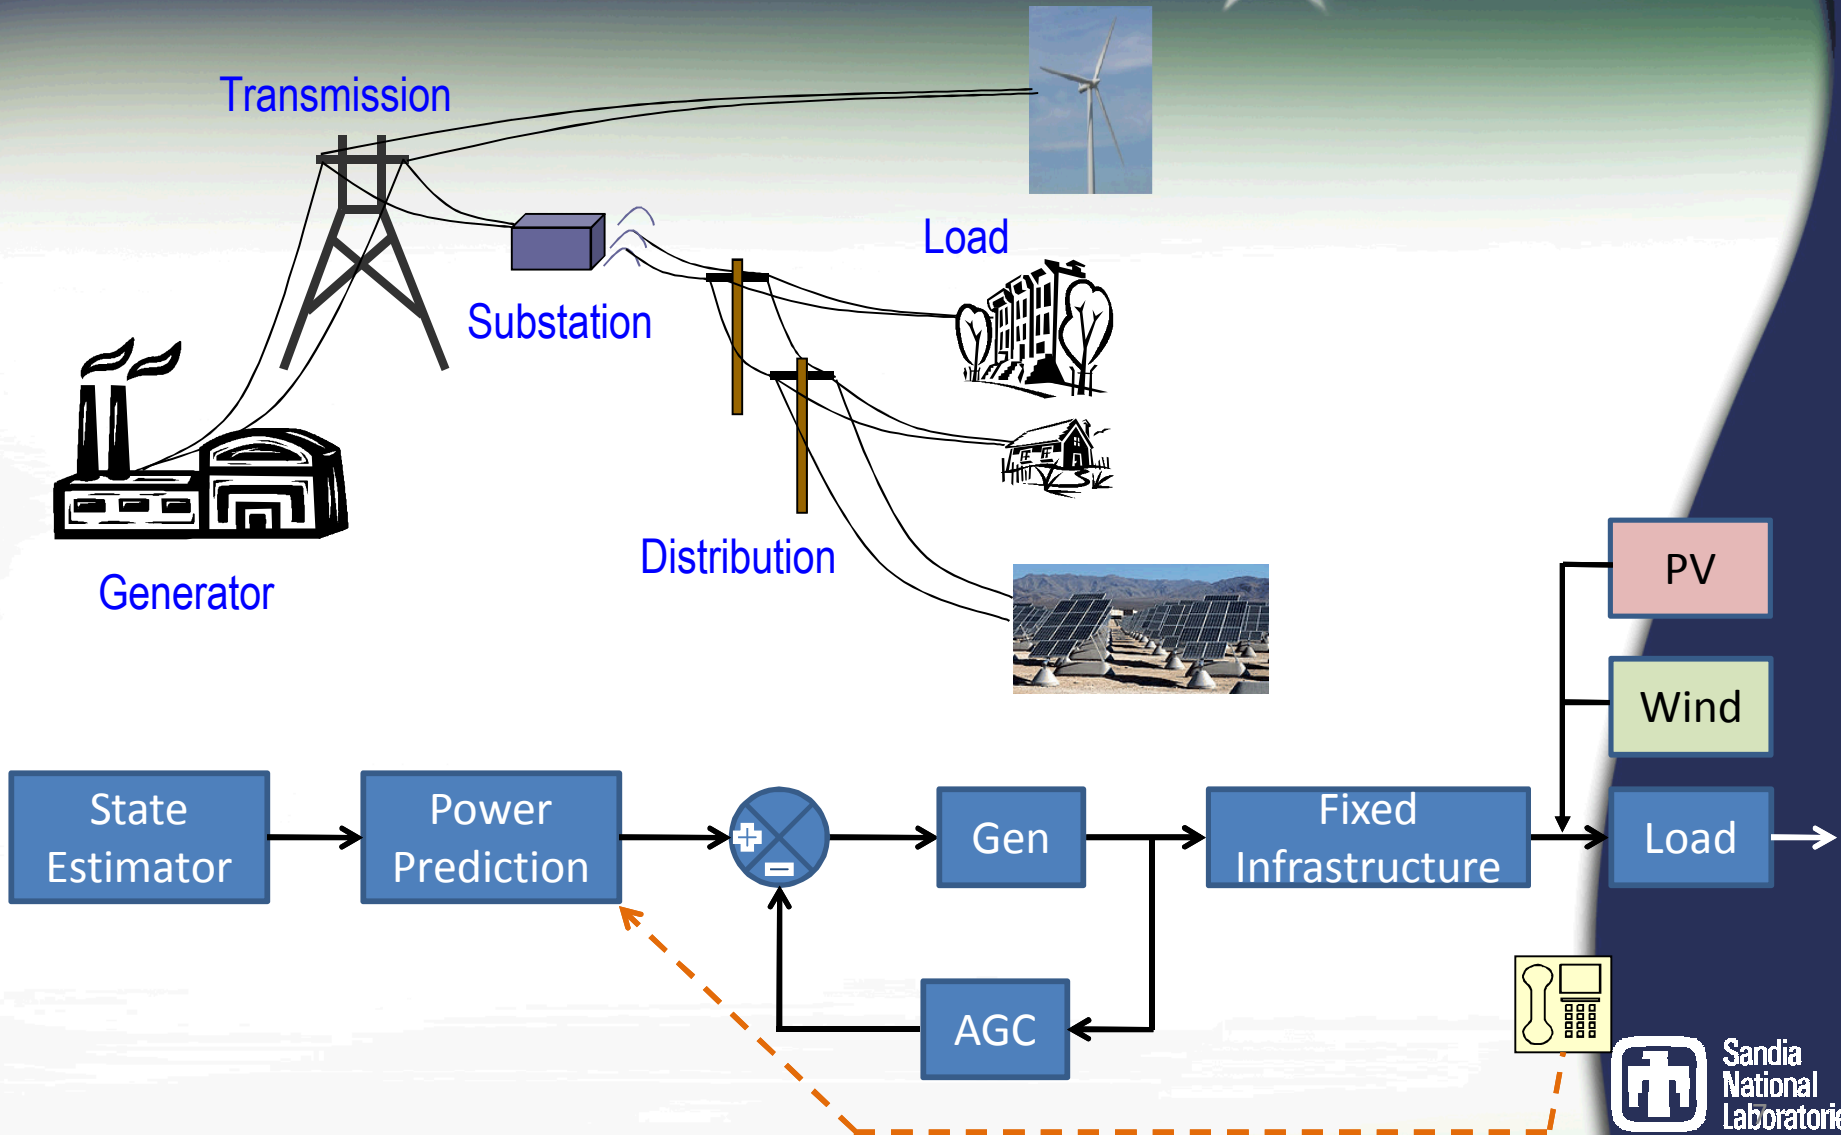 Transmission
Load
Substation
Distribution
Generator
PV
Wind
State
Estimator
Power
Prediction
+
−
Gen
Fixed
Infrastructure
Load
AGC
Sandia
National
Laboratorie
7